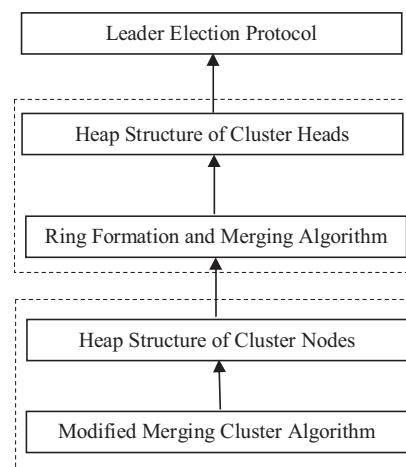 Leader Election Protocol
Heap Structure of Cluster Heads
Ring Formation and Merging Algorithm
Heap Structure of Cluster Nodes
Modified Merging Cluster Algorithm